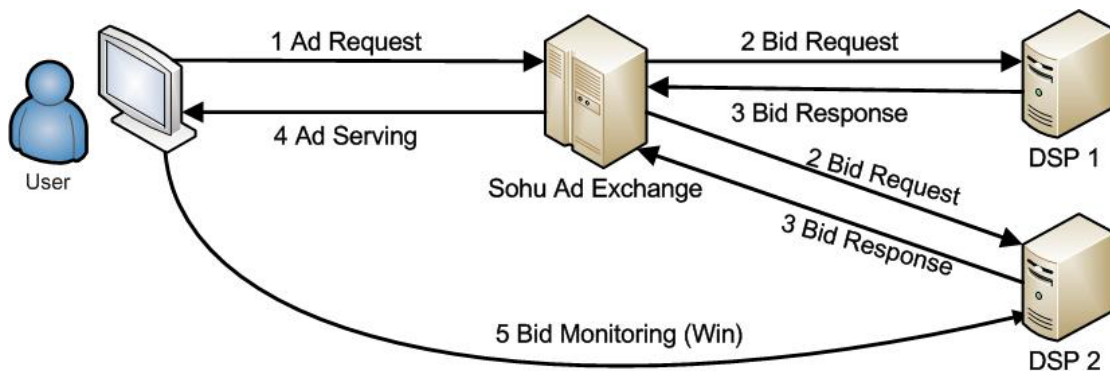 1 Ad Request
2 Bid Request
3 Bid Response
4 Ad Serving
DSP 1
User
Sohu Ad Exchange
2 Bid Request
3 Bid Response
5 Bid Monitoring (Win)
DSP 2